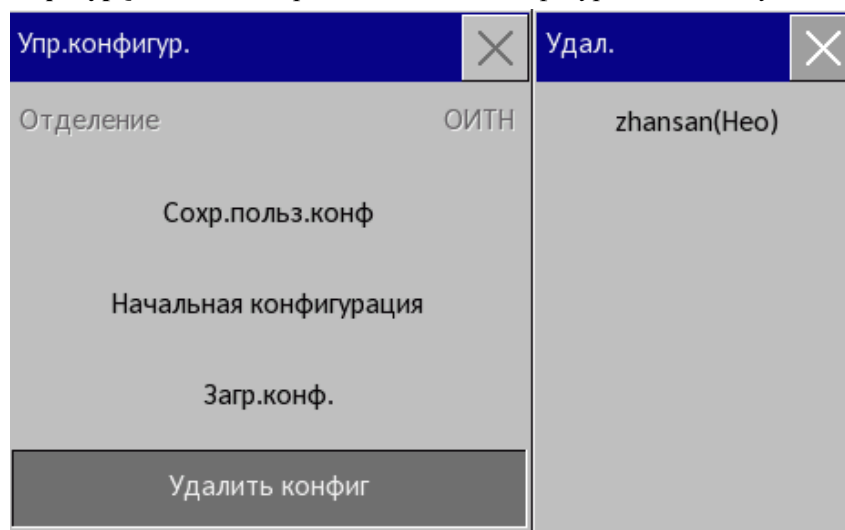 Упр.конфигур.
Отделение ОИТН
Сохр.польз.конф
Начальная конфигурация
Загр.конф.
Удалить конфиг
Удал.
zhansan(Нео)